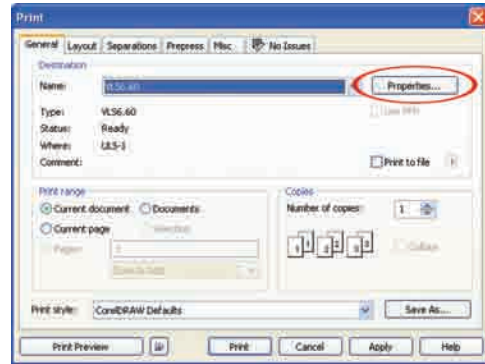 Print
General Layout Separations Prepress Misc No Issues
Destination
Name: VLS6.60 Properties...
Type: VLS6.60 Use PPD
Status: Ready
Where: ULS-1
Comment: Print to file
Print range Copies
Current document Documents Number of copies: 1
Current page Selection
Pages: 1 Collate
Print style: CorelDRAW Defaults Save As...
Print Preview Print Cancel Apply Help